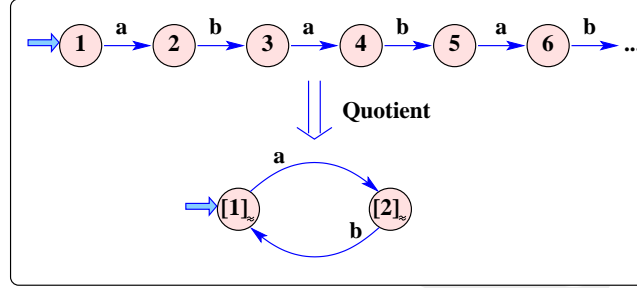 a b a b a b
1 2 3 4 5 6 ...
Quotient
a
[1]≈ [2]≈
b